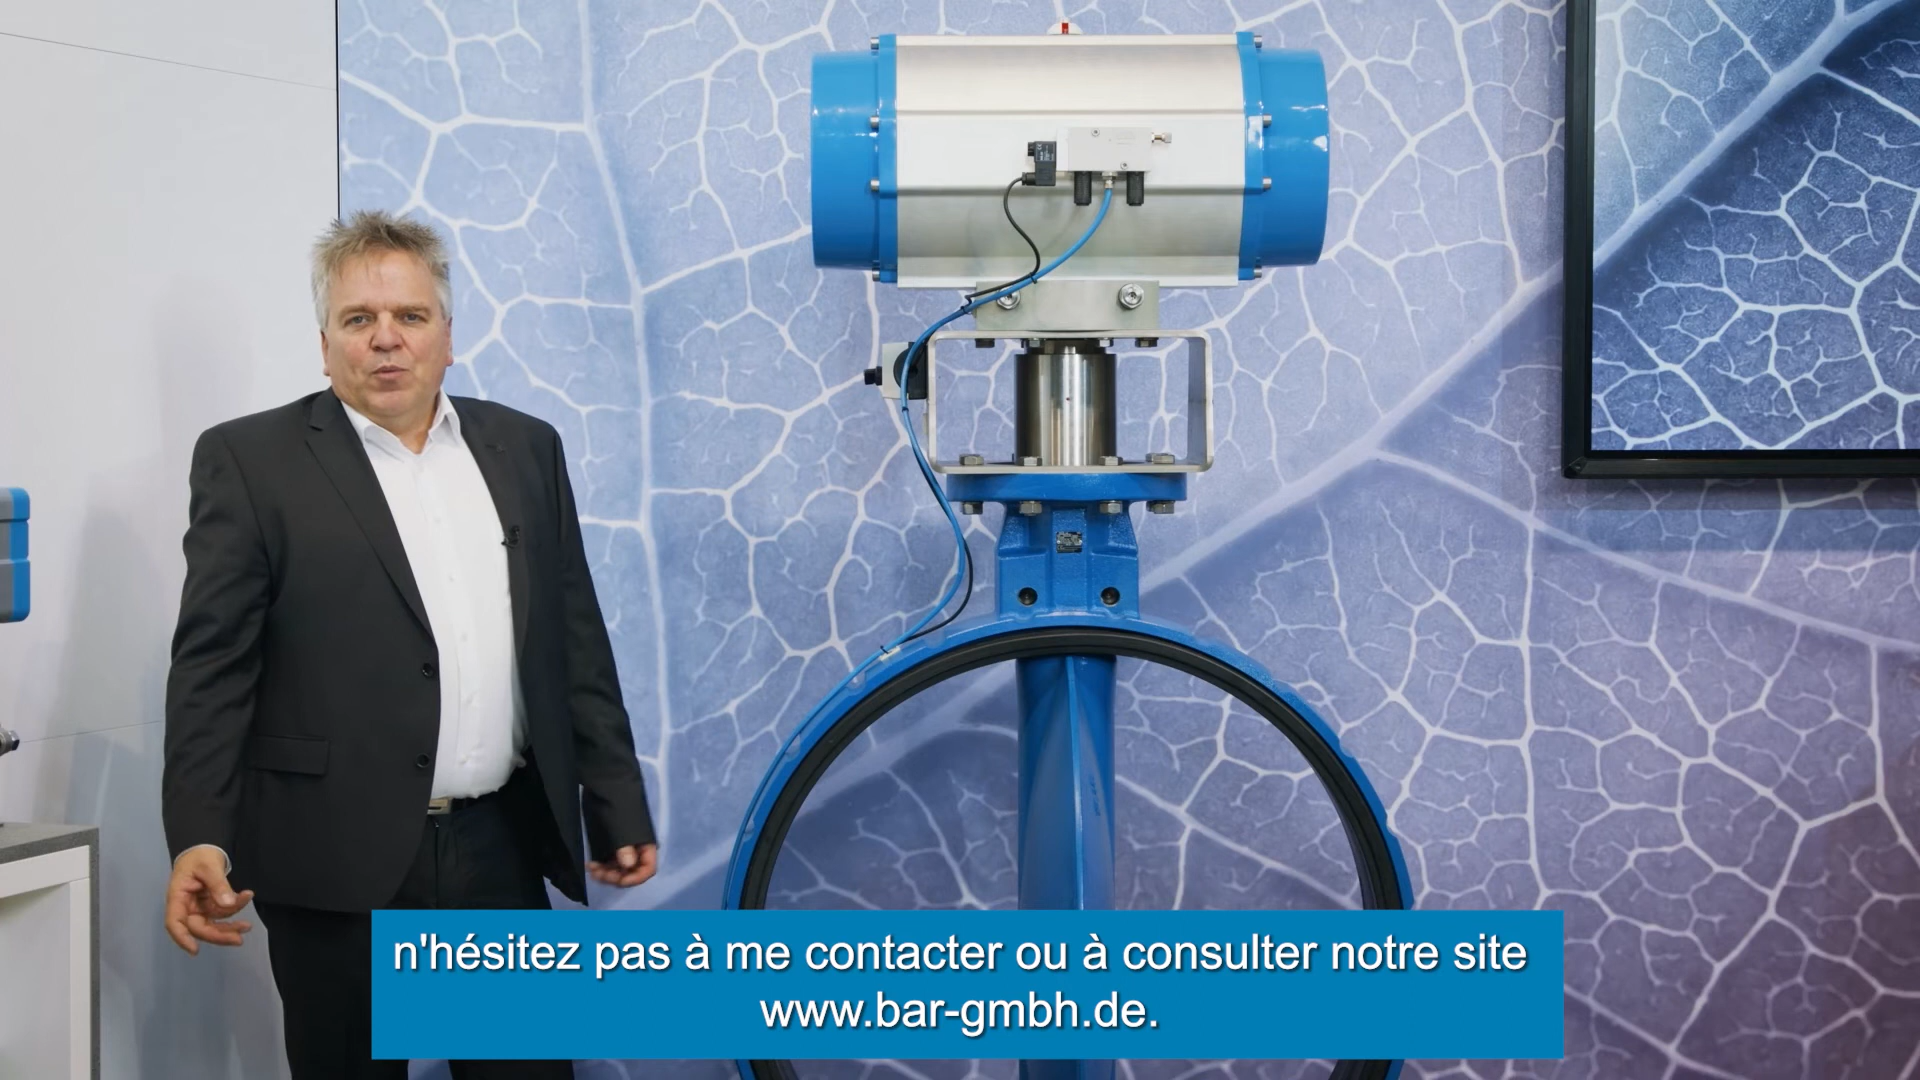 n'hésitez pas à me contacter ou à consulter notre site
www.bar-gmbh.de.